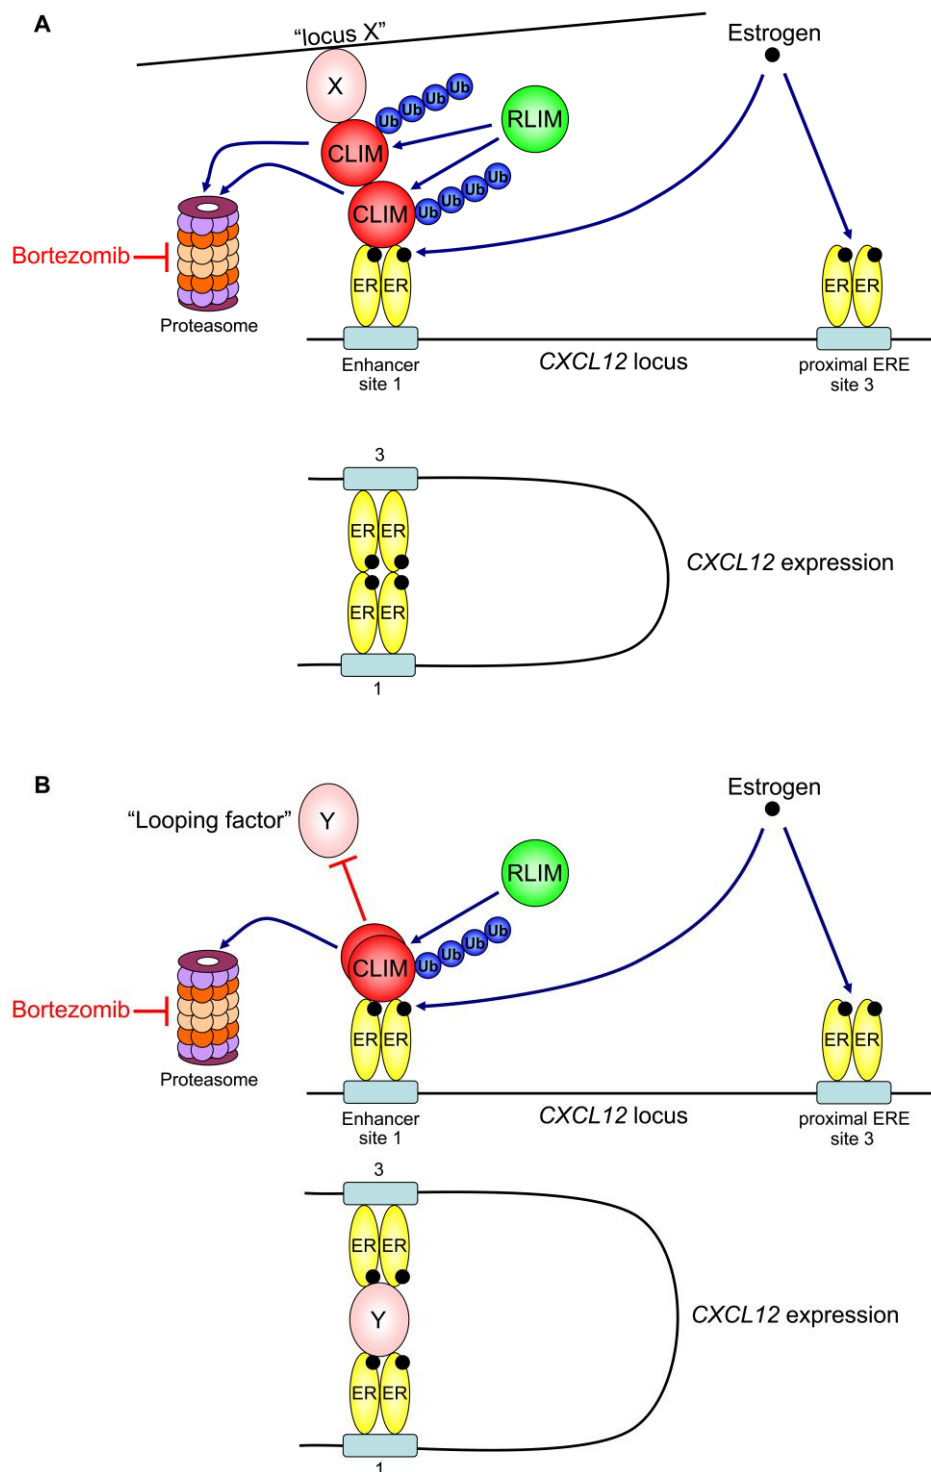 A
“locus X”
Estrogen
X
Ub Ub Ub Ub
RLIM
CLIM
Ub Ub Ub Ub
CLIM
Bortezomib
ER ER
ER ER
Proteasome
Enhancer
site 1
CXCL12 locus
proximal ERE
site 3
3
ER ER
CXCL12 expression
ER ER
1
B
Estrogen
“Looping factor”
Y
RLIM
CLIM
Ub Ub Ub Ub
Bortezomib
ER ER
ER ER
Proteasome
Enhancer
site 1
CXCL12 locus
proximal ERE
site 3
3
ER ER
Y
CXCL12 expression
ER ER
1